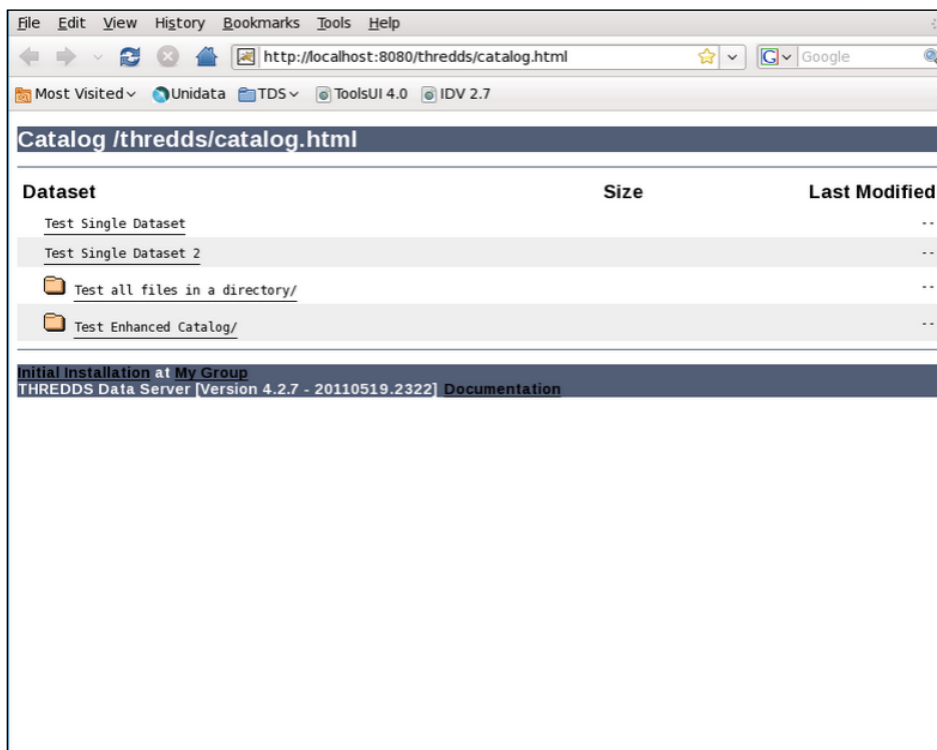 File Edit View History Bookmarks Tools Help
http://localhost:8080/thredds/catalog.html Google
Most Visited Unidata TDS ToolsUI 4.0 IDV 2.7
Catalog /thredds/catalog.html
Dataset Size Last Modified
Test Single Dataset --
Test Single Dataset 2 --
Test all files in a directory/ --
Test Enhanced Catalog/ --
Initial Installation at My Group
THREDDS Data Server [Version 4.2.7 - 20110519.2322] Documentation